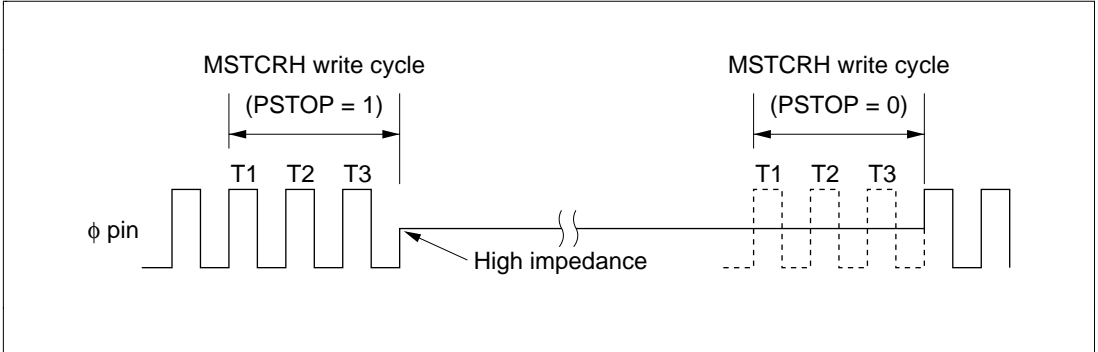 MSTCRH write cycle
(PSTOP = 1)
MSTCRH write cycle
(PSTOP = 0)
T1 T2 T3
T1 T2 T3
ϕ pin
High impedance